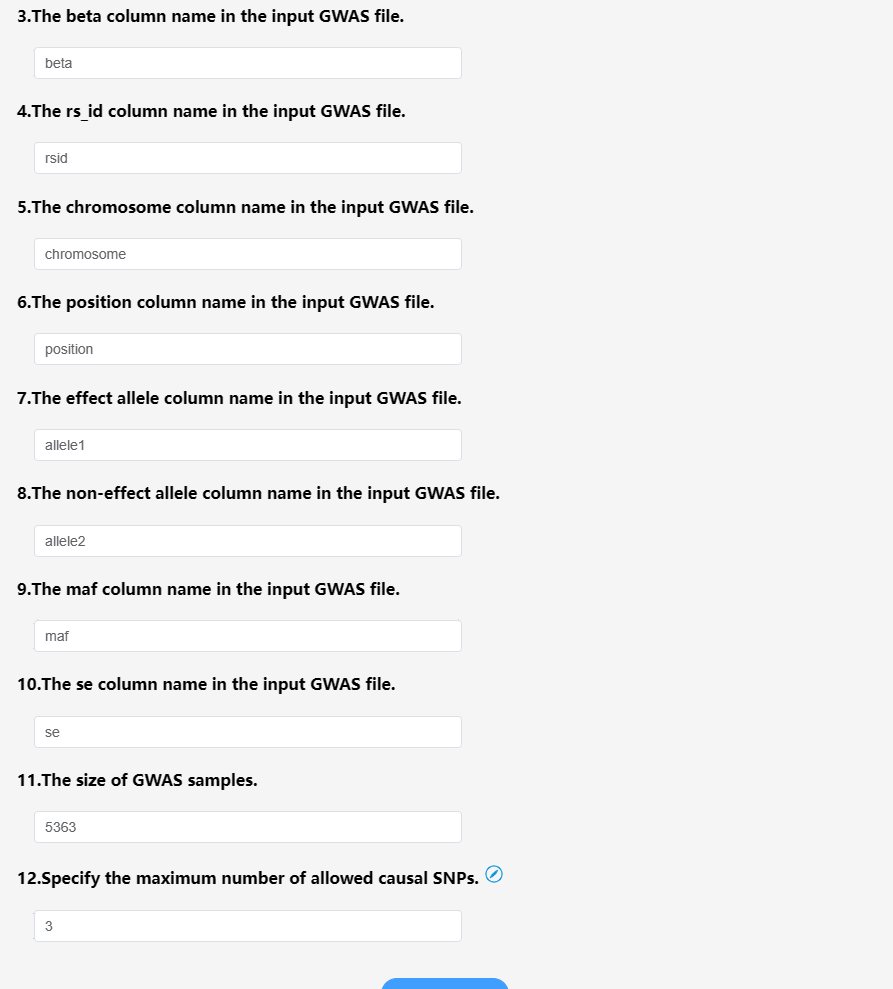 3.The beta column name in the input GWAS file.
beta
4.The rs_id column name in the input GWAS file.
rsid
5.The chromosome column name in the input GWAS file.
chromosome
6.The position column name in the input GWAS file.
position
7.The effect allele column name in the input GWAS file.
allele1
8.The non-effect allele column name in the input GWAS file.
allele2
9.The maf column name in the input GWAS file.
maf
10.The se column name in the input GWAS file.
se
11.The size of GWAS samples.
5363
12.Specify the maximum number of allowed causal SNPs.
3